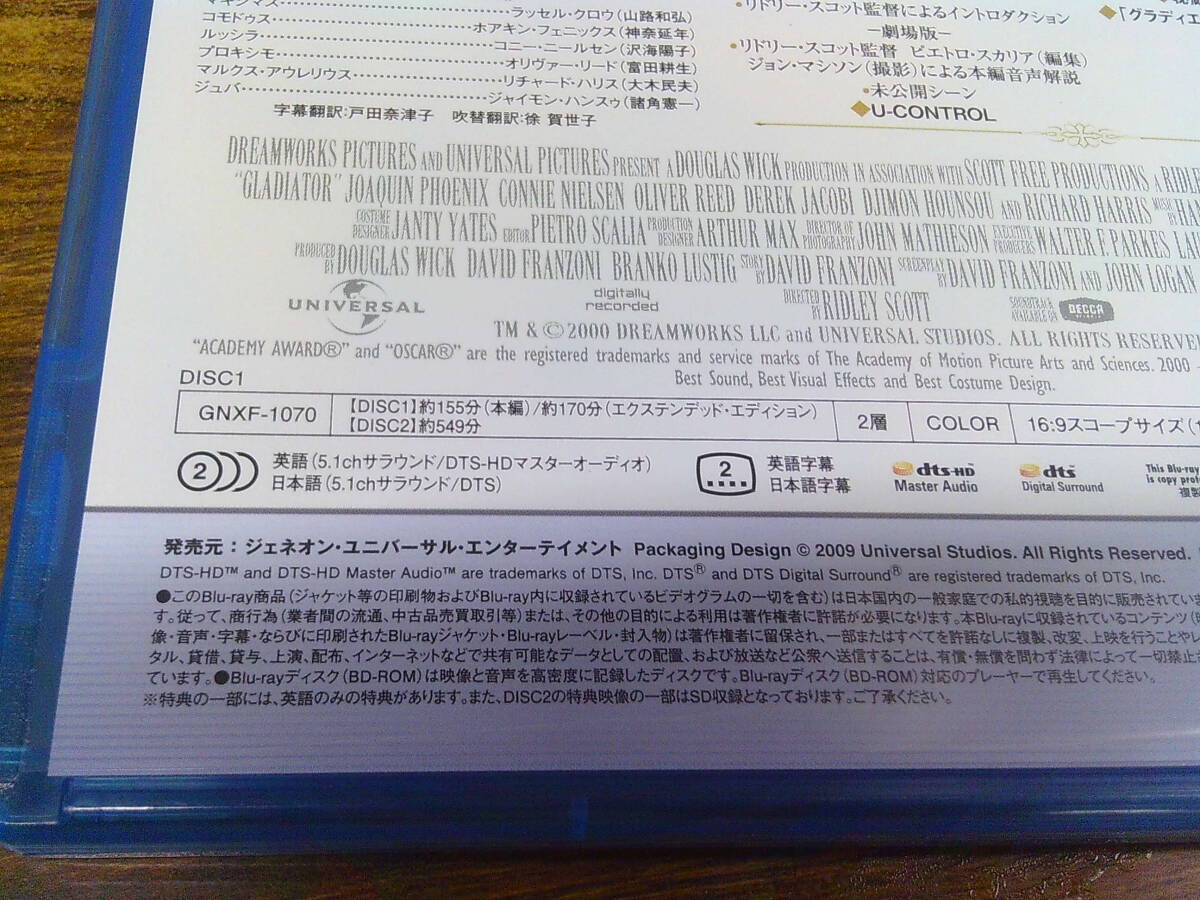 マキシマス ラッセル・クロウ(山路和弘)
コモドゥス ホアキン・フェニックス(神奈延年)
ルッシラ コニー・ニールセン(沢海陽子)
プロキシモ オリヴァー・リード(富田耕生)
マルクス・アウレリウス リチャード・ハリス(大木民夫)
ジュバ ジャイモン・ハンスゥ(諸角憲一)
字幕翻訳:戸田奈津子 吹替翻訳:徐 賀世子
・リドリー・スコット監督によるイントロダクション
−劇場版−
・リドリー・スコット監督 ピエトロ・スカリア(編集)
ジョン・マシソン(撮影)による本編音声解説
・未公開シーン
◆U-CONTROL
◆「グラディエ
DREAMWORKS PICTURES AND UNIVERSAL PICTURES PRESENT A DOUGLAS WICK PRODUCTION IN ASSOCIATION WITH SCOTT FREE PRODUCTIONS A RIDLE
"GLADIATOR" JOAQUIN PHOENIX CONNIE NIELSEN OLIVER REED DEREK JACOBI DJIMON HOUNSOU AND RICHARD HARRIS MUSIC BY HAN
COSTUME DESIGNER JANTY YATES EDITOR PIETRO SCALIA PRODUCTION DESIGNER ARTHUR MAX DIRECTOR OF PHOTOGRAPHY JOHN MATHIESON EXECUTIVE PRODUCERS WALTER F. PARKES LAU
PRODUCED BY DOUGLAS WICK DAVID FRANZONI BRANKO LUSTIG STORY BY DAVID FRANZONI SCREENPLAY BY DAVID FRANZONI AND JOHN LOGAN
UNIVERSAL digitally recorded DIRECTED BY RIDLEY SCOTT SOUNDTRACK AVAILABLE ON DECCA
TM & © 2000 DREAMWORKS LLC and UNIVERSAL STUDIOS. ALL RIGHTS RESERVE
"ACADEMY AWARD®" and "OSCAR®" are the registered trademarks and service marks of The Academy of Motion Picture Arts and Sciences. 2000 -
Best Sound, Best Visual Effects and Best Costume Design.
DISC1
GNXF-1070 【DISC1】約155分(本編)/約170分(エクステンデッド・エディション) 2層 COLOR 16:9スコープサイズ(1
【DISC2】約549分
2 英語(5.1chサラウンド/DTS-HDマスターオーディオ)
日本語(5.1chサラウンド/DTS)
2 英語字幕
日本語字幕
dts-HD Master Audio
dts Digital Surround
This Blu-ray
is copy prote
複製
発売元:ジェネオン・ユニバーサル・エンターテイメント Packaging Design © 2009 Universal Studios. All Rights Reserved.
DTS-HD™ and DTS-HD Master Audio™ are trademarks of DTS, Inc. DTS® and DTS Digital Surround® are registered trademarks of DTS, Inc.
●このBlu-ray商品(ジャケット等の印刷物およびBlu-ray内に収録されているビデオグラムの一切を含む)は日本国内の一般家庭での私的視聴を目的に販売されていま
す。従って、商行為(業者間の流通、中古品売買取引等)または、その他の目的による利用は著作権者に許諾が必要になります。本Blu-rayに収録されているコンテンツ(
像・音声・字幕・ならびに印刷されたBlu-rayジャケット・Blu-rayレーベル・封入物)は著作権者に留保され、一部またはすべてを許諾なしに複製、改変、上映を行うことやレ
タル、貸借、貸与、上演、配布、インターネットなどで共有可能なデータとしての配置、および放送など公衆へ送信することは、有償・無償を問わず法律によって一切禁止さ
ています。●Blu-rayディスク(BD-ROM)は映像と音声を高密度に記録したディスクです。Blu-rayディスク(BD-ROM)対応のプレーヤーで再生してください。
※特典の一部には、英語のみの特典があります。また、DISC2の特典映像の一部はSD収録となっております。ご了承ください。